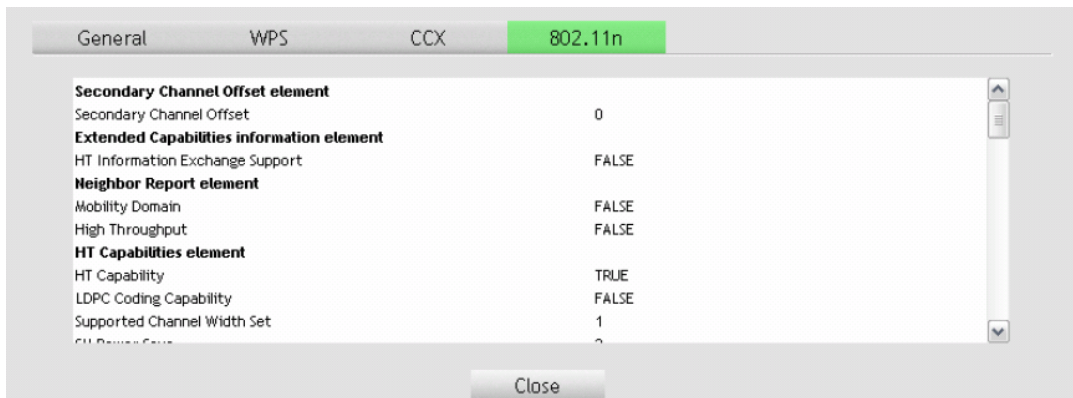 General WPS CCX 802.11n
Secondary Channel Offset element
Secondary Channel Offset 0
Extended Capabilities information element
HT Information Exchange Support FALSE
Neighbor Report element
Mobility Domain FALSE
High Throughput FALSE
HT Capabilities element
HT Capability TRUE
LDPC Coding Capability FALSE
Supported Channel Width Set 1
Close